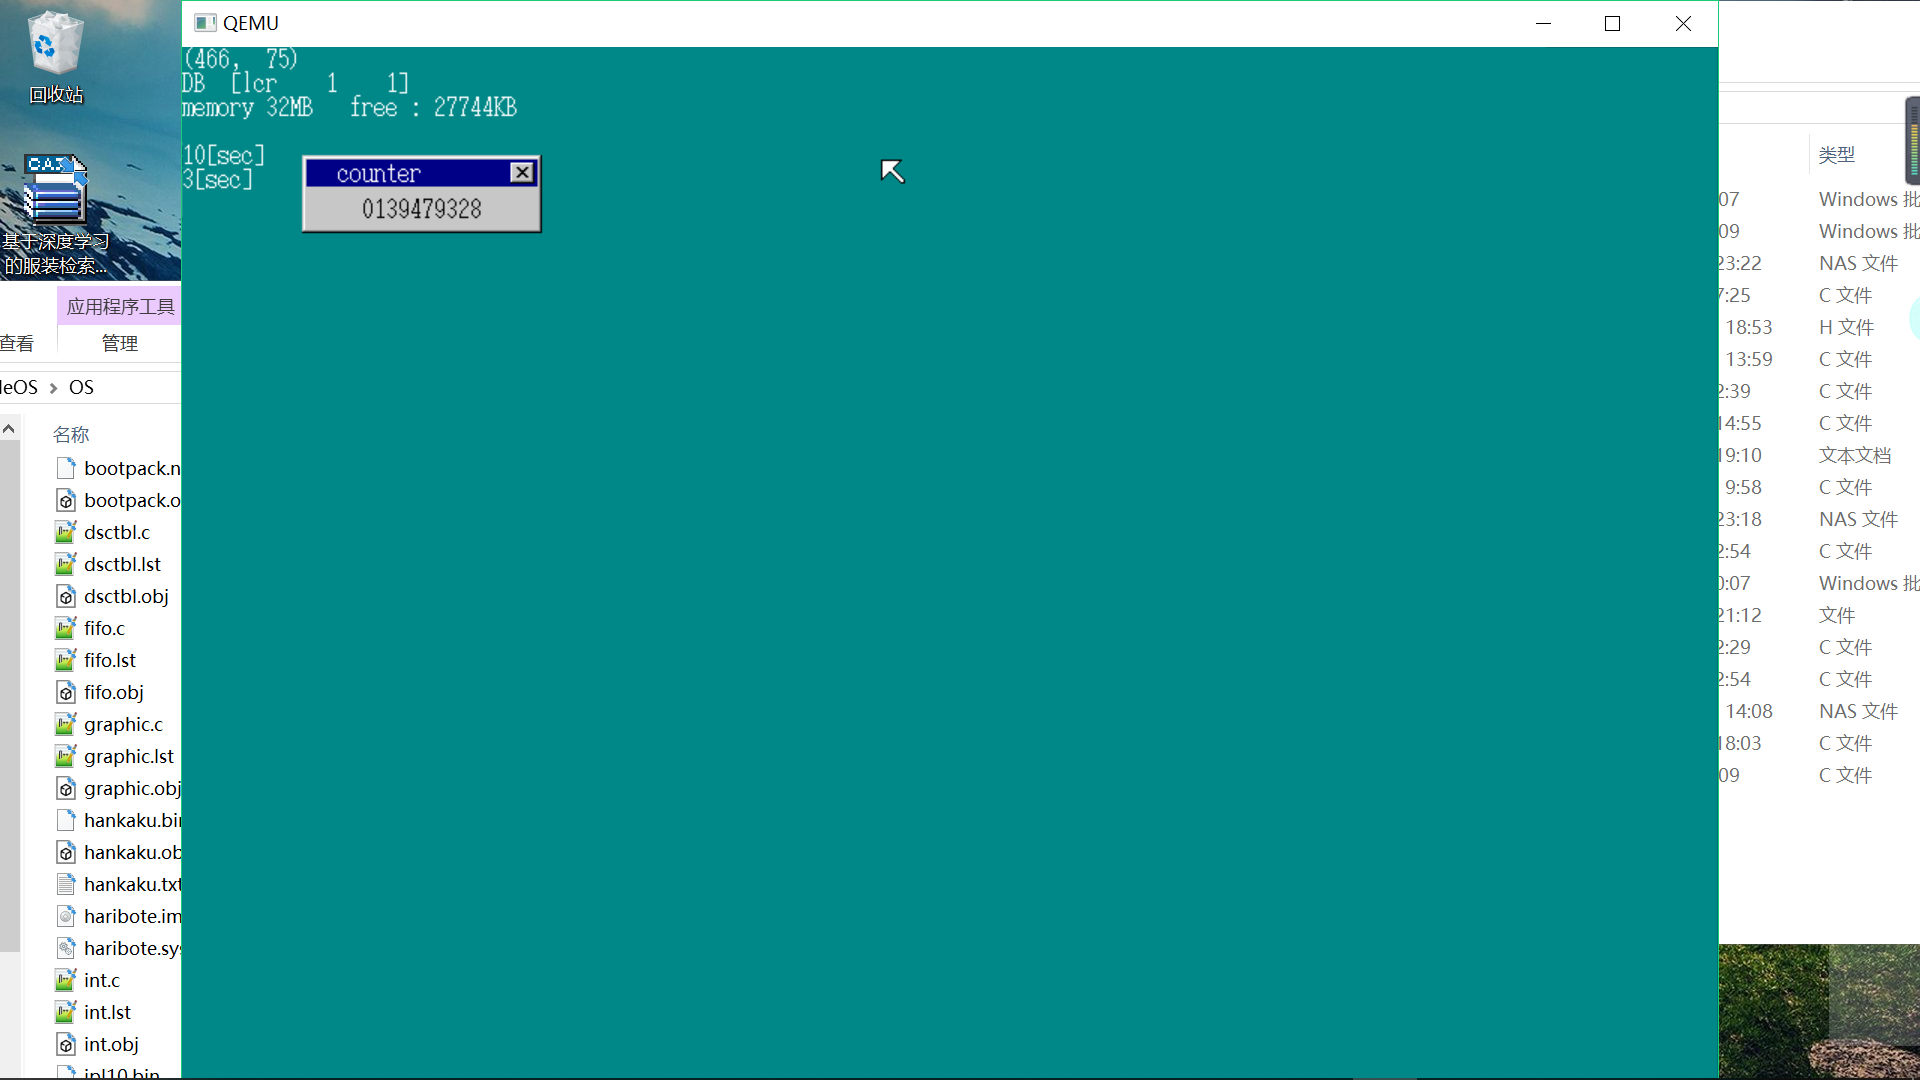 QEMU
(466,  75)
DB  [lcr    1    1]
memory 32MB   free : 27744KB
10[sec]
3[sec]
counter
0139479328
回收站
CA
基于深度学习
的服装检索...
应用程序工具
查看
管理
leOS > OS
名称
bootpack.n
bootpack.o
dsctbl.c
dsctbl.lst
dsctbl.obj
fifo.c
fifo.lst
fifo.obj
graphic.c
graphic.lst
graphic.obj
hankaku.bin
hankaku.ob
hankaku.txt
haribote.im
haribote.sys
int.c
int.lst
int.obj
ipl10.bin
类型
07 Windows 批
09 Windows 批
23:22 NAS 文件
7:25 C 文件
18:53 H 文件
13:59 C 文件
2:39 C 文件
14:55 C 文件
19:10 文本文档
9:58 C 文件
23:18 NAS 文件
2:54 C 文件
0:07 Windows 批
21:12 文件
2:29 C 文件
2:54 C 文件
14:08 NAS 文件
18:03 C 文件
09 C 文件